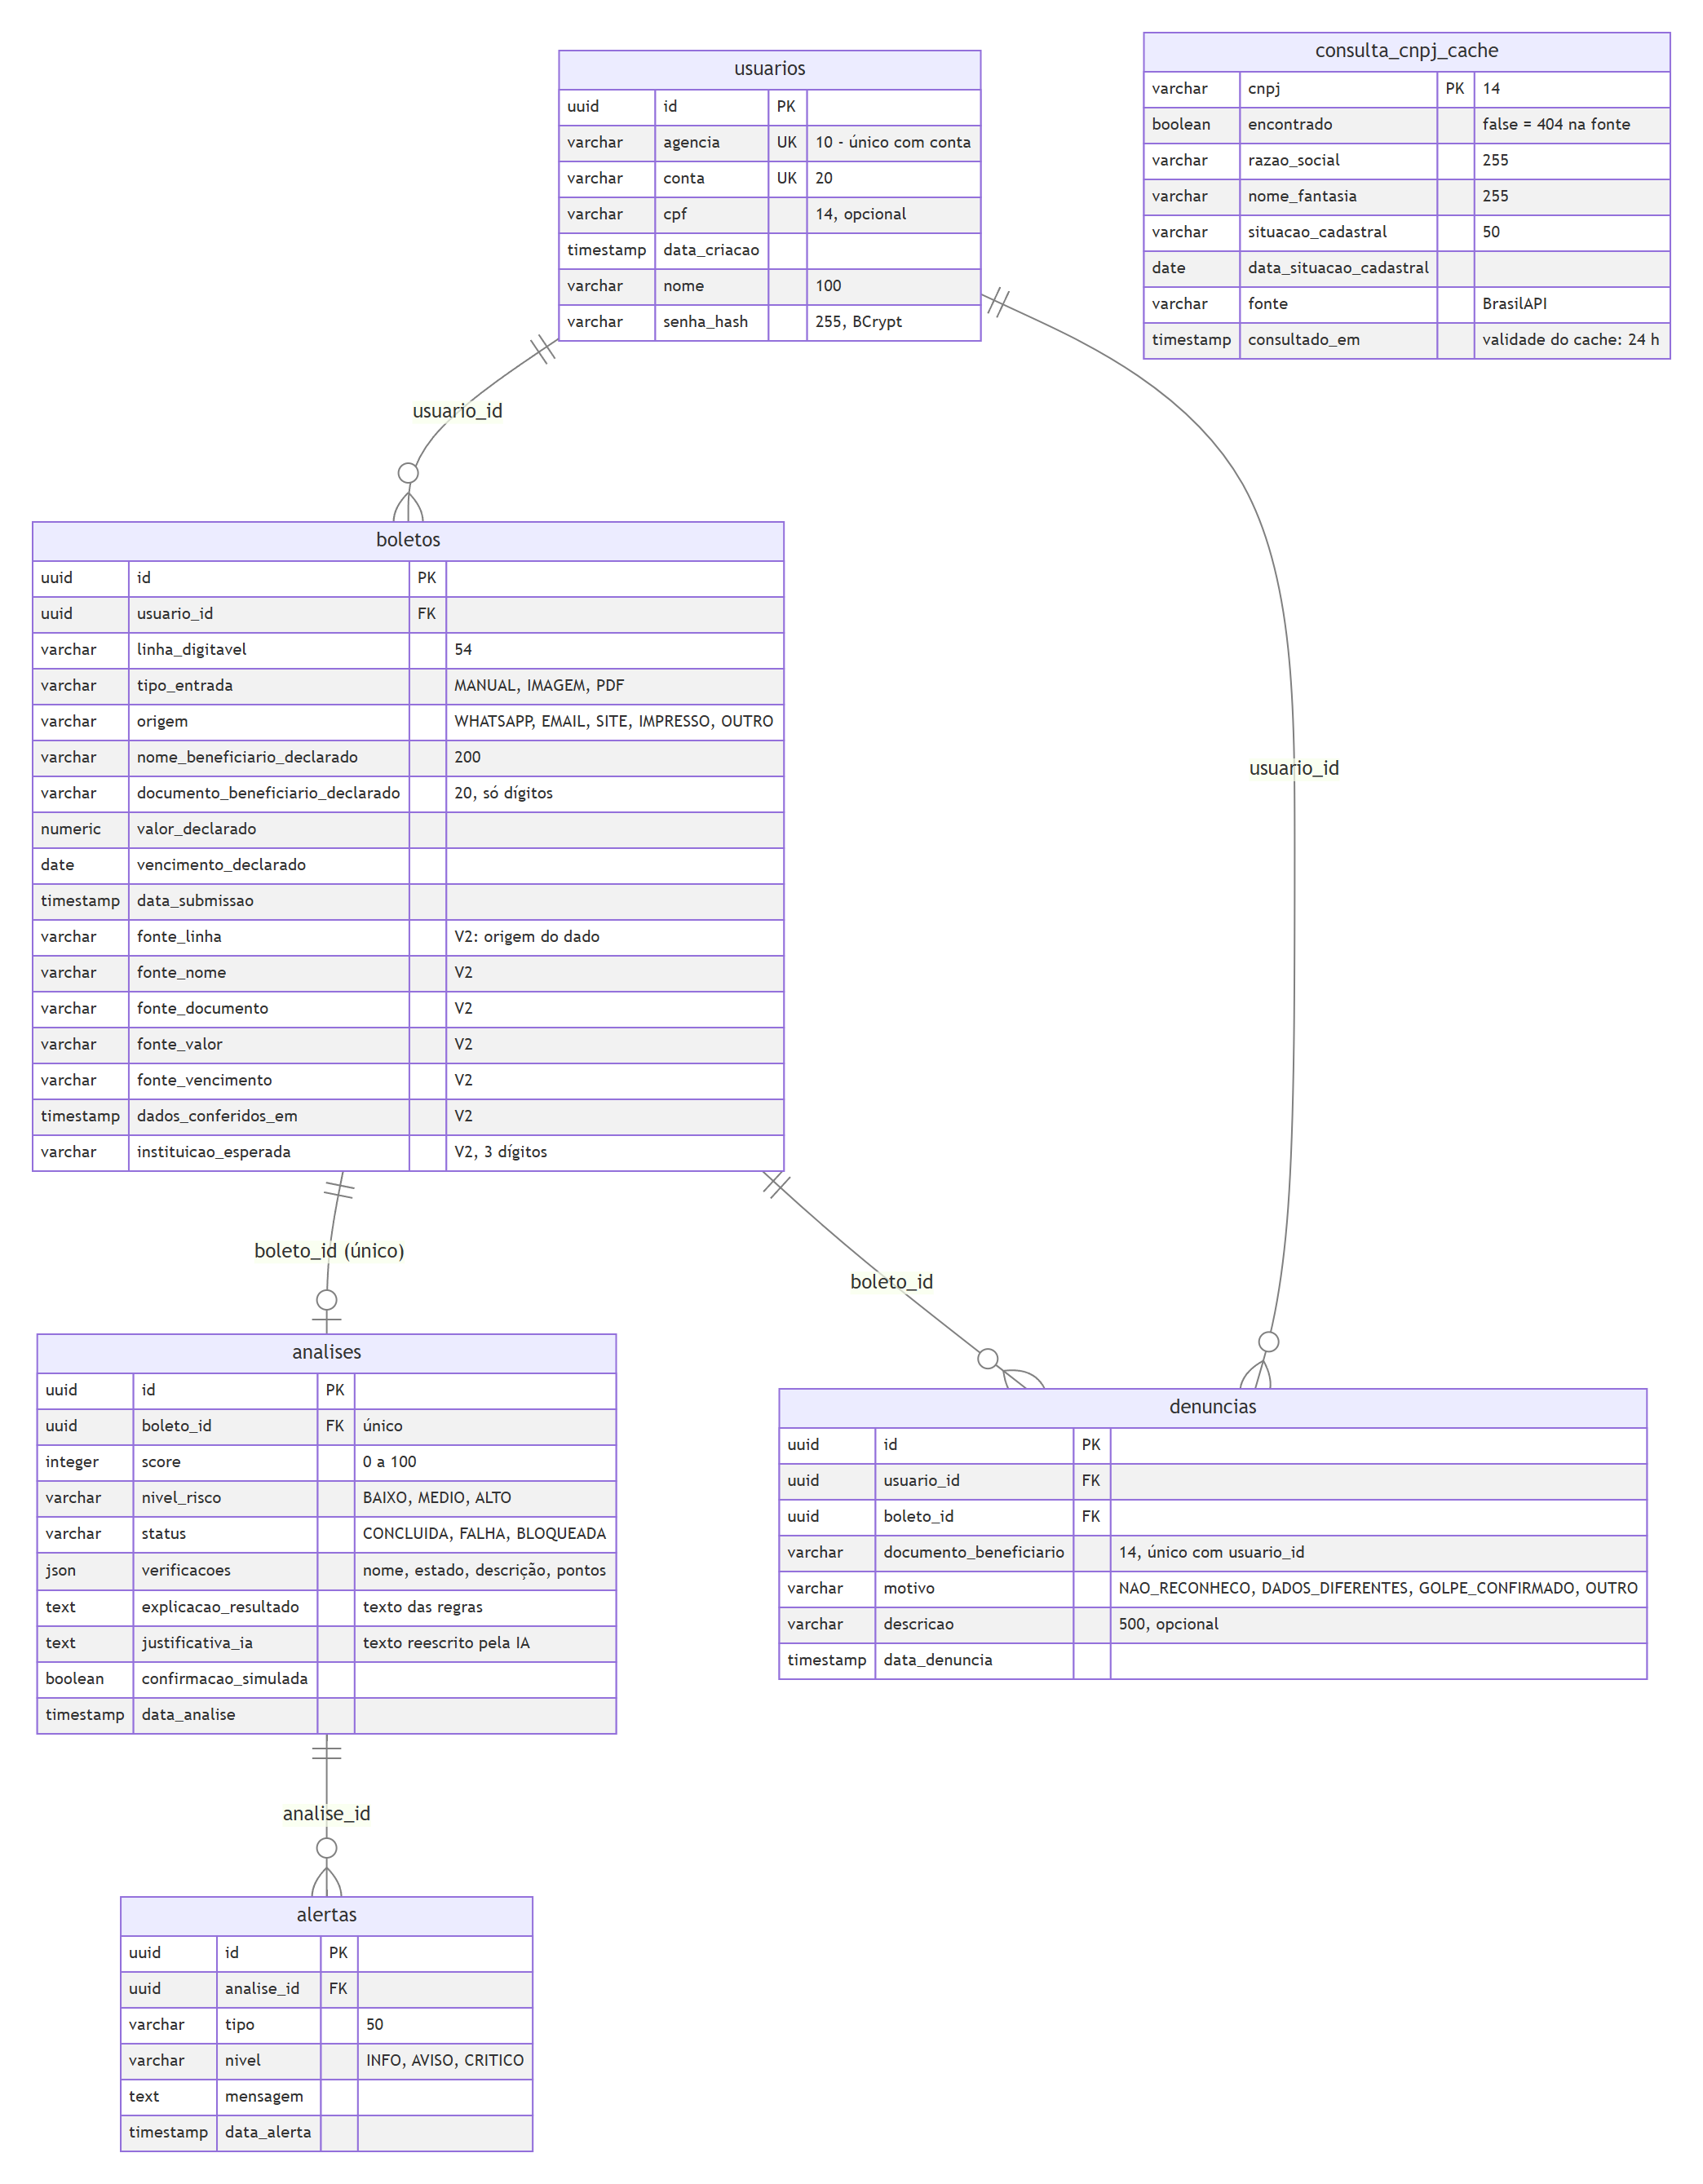 usuarios
uuid id PK
varchar agencia UK 10 - único com conta
varchar conta UK 20
varchar cpf 14, opcional
timestamp data_criacao
varchar nome 100
varchar senha_hash 255, BCrypt
consulta_cnpj_cache
varchar cnpj PK 14
boolean encontrado false = 404 na fonte
varchar razao_social 255
varchar nome_fantasia 255
varchar situacao_cadastral 50
date data_situacao_cadastral
varchar fonte BrasilAPI
timestamp consultado_em validade do cache: 24 h
usuario_id
usuario_id
boletos
uuid id PK
uuid usuario_id FK
varchar linha_digitavel 54
varchar tipo_entrada MANUAL, IMAGEM, PDF
varchar origem WHATSAPP, EMAIL, SITE, IMPRESSO, OUTRO
varchar nome_beneficiario_declarado 200
varchar documento_beneficiario_declarado 20, só dígitos
numeric valor_declarado
date vencimento_declarado
timestamp data_submissao
varchar fonte_linha V2: origem do dado
varchar fonte_nome V2
varchar fonte_documento V2
varchar fonte_valor V2
varchar fonte_vencimento V2
timestamp dados_conferidos_em V2
varchar instituicao_esperada V2, 3 dígitos
boleto_id (único)
boleto_id
analises
uuid id PK
uuid boleto_id FK único
integer score 0 a 100
varchar nivel_risco BAIXO, MEDIO, ALTO
varchar status CONCLUIDA, FALHA, BLOQUEADA
json verificacoes nome, estado, descrição, pontos
text explicacao_resultado texto das regras
text justificativa_ia texto reescrito pela IA
boolean confirmacao_simulada
timestamp data_analise
denuncias
uuid id PK
uuid usuario_id FK
uuid boleto_id FK
varchar documento_beneficiario 14, único com usuario_id
varchar motivo NAO_RECONHECO, DADOS_DIFERENTES, GOLPE_CONFIRMADO, OUTRO
varchar descricao 500, opcional
timestamp data_denuncia
analise_id
alertas
uuid id PK
uuid analise_id FK
varchar tipo 50
varchar nivel INFO, AVISO, CRITICO
text mensagem
timestamp data_alerta